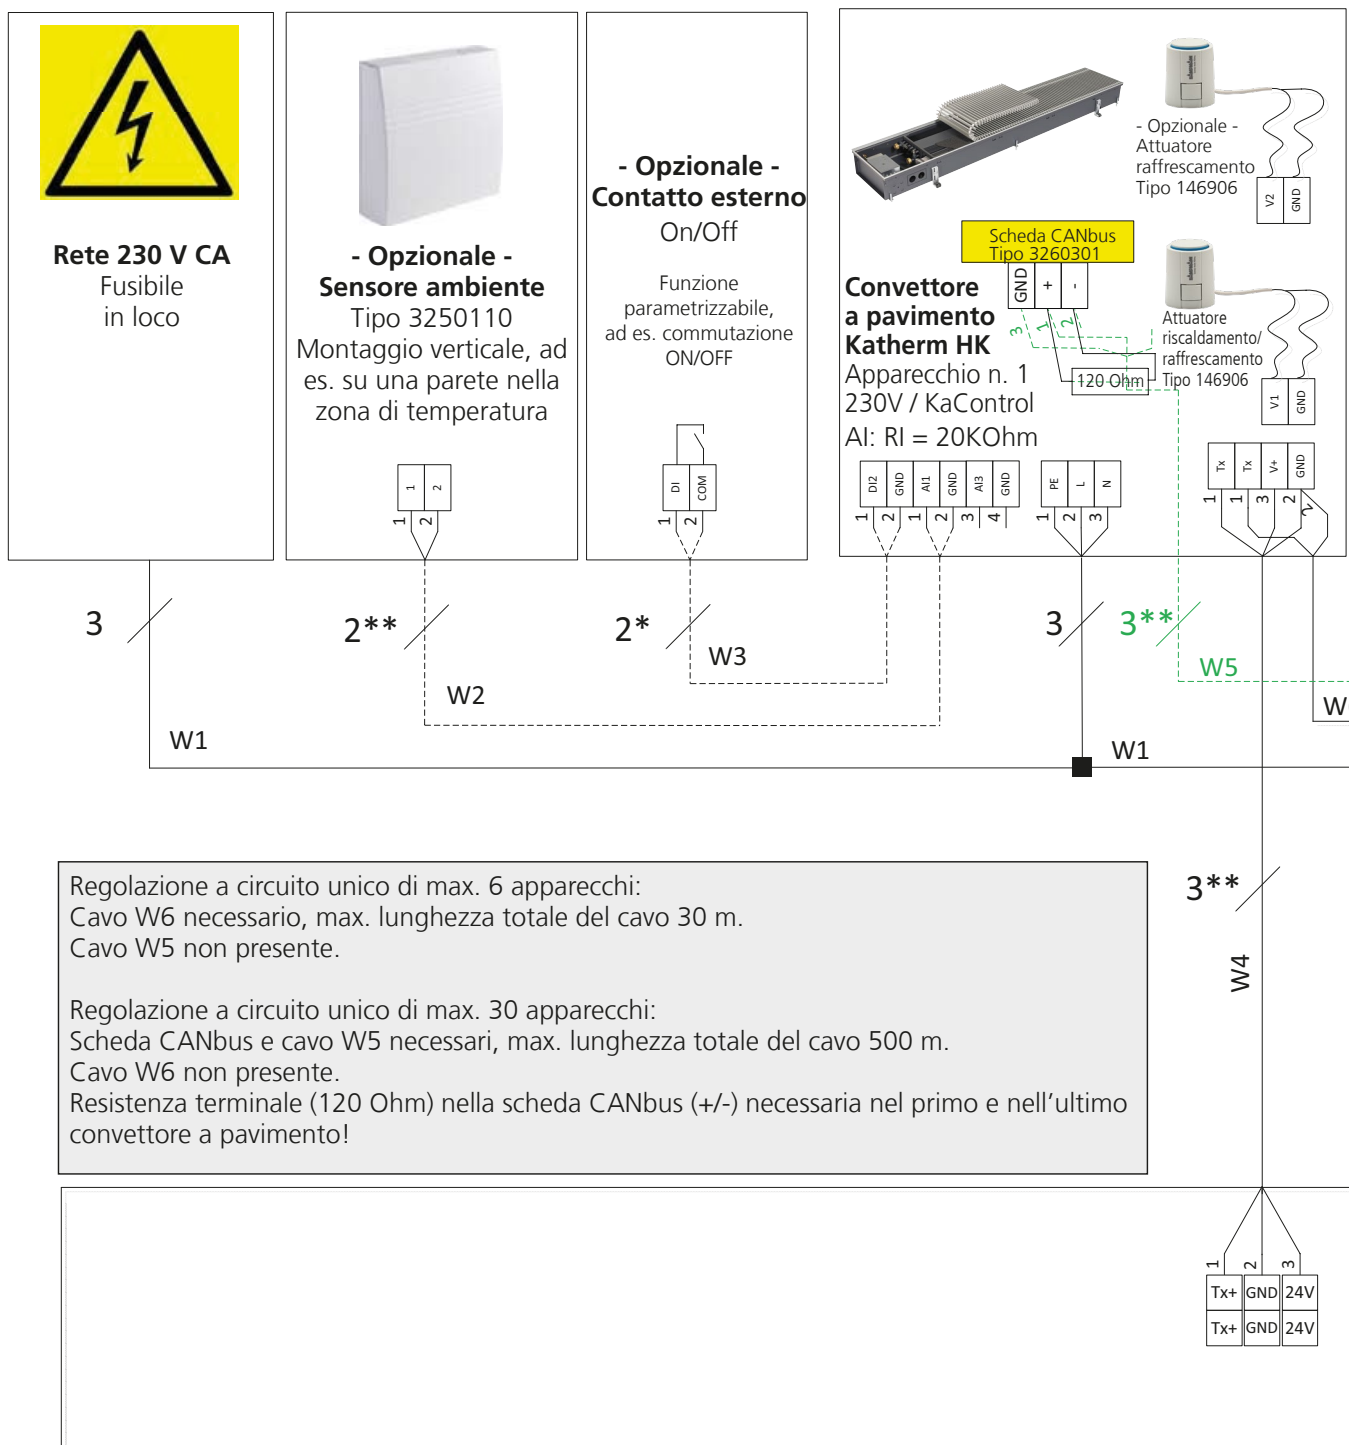 Rete 230 V CA
Fusibile
in loco
- Opzionale -
Sensore ambiente
Tipo 3250110
Montaggio verticale, ad
es. su una parete nella
zona di temperatura
1 2
1 2
- Opzionale -
Contatto esterno
On/Off
Funzione
parametrizzabile,
ad es. commutazione
ON/OFF
DI COM
1 2
- Opzionale -
Attuatore
raffrescamento
Tipo 146906
V2 GND
Scheda CANbus
Tipo 3260301
GND + -
3 1 2
120 Ohm
Convettore
a pavimento
Katherm HK
Apparecchio n. 1
230V / KaControl
AI: RI = 20KOhm
Attuatore
riscaldamento/
raffrescamento
Tipo 146906
V1 GND
DI2 GND AI1 GND AI3 GND
1 2 1 2 3 4
PE L N
1 2 3
Tx Tx V+ GND
1 1 3 2 2
3
2**
2*
3
3**
W3
W5
W2
W
W1
W1
Regolazione a circuito unico di max. 6 apparecchi:
Cavo W6 necessario, max. lunghezza totale del cavo 30 m.
Cavo W5 non presente.
Regolazione a circuito unico di max. 30 apparecchi:
Scheda CANbus e cavo W5 necessari, max. lunghezza totale del cavo 500 m.
Cavo W6 non presente.
Resistenza terminale (120 Ohm) nella scheda CANbus (+/-) necessaria nel primo e nell'ultimo
convettore a pavimento!
3**
W4
1 2 3
Tx+ GND 24V
Tx+ GND 24V